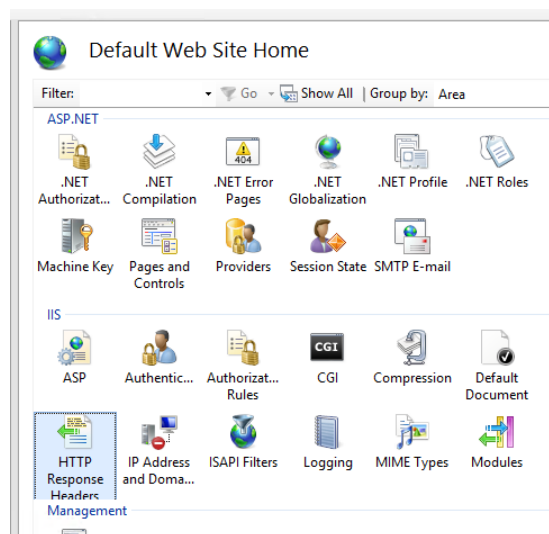 Default Web Site Home
Filter: Go Show All Group by: Area
ASP.NET
404
.NET Authorizat...
.NET Compilation
.NET Error Pages
.NET Globalization
.NET Profile
.NET Roles
Machine Key
Pages and Controls
Providers
Session State
SMTP E-mail
IIS
CGI
ASP
Authentic...
Authorizat... Rules
CGI
Compression
Default Document
HTTP Response Headers
IP Address and Doma...
ISAPI Filters
Logging
MIME Types
Modules
Management